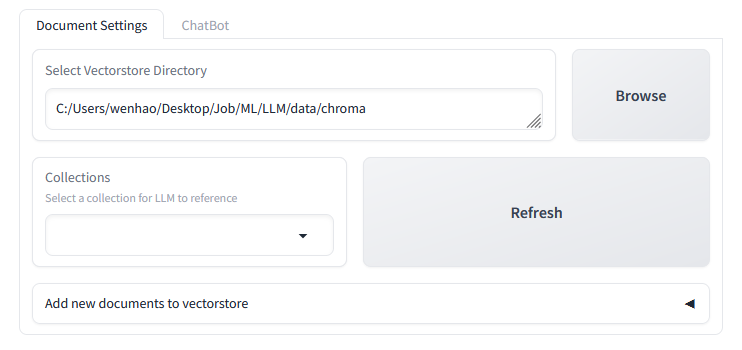 Document Settings
ChatBot
Select Vectorstore Directory
C:/Users/wenhao/Desktop/Job/ML/LLM/data/chroma
Browse
Collections
Select a collection for LLM to reference
Refresh
Add new documents to vectorstore